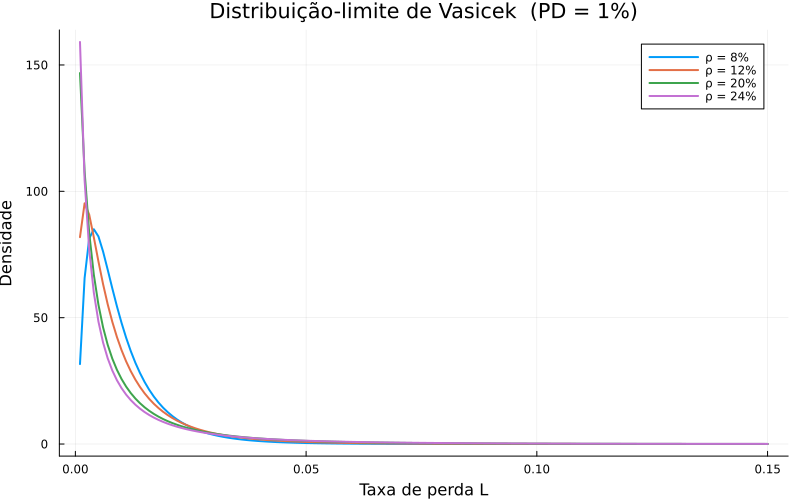 Distribuição-limite de Vasicek  (PD = 1%)
ρ = 8%
ρ = 12%
ρ = 20%
ρ = 24%
Densidade
150
100
50
0
0.00
0.05
0.10
0.15
Taxa de perda L